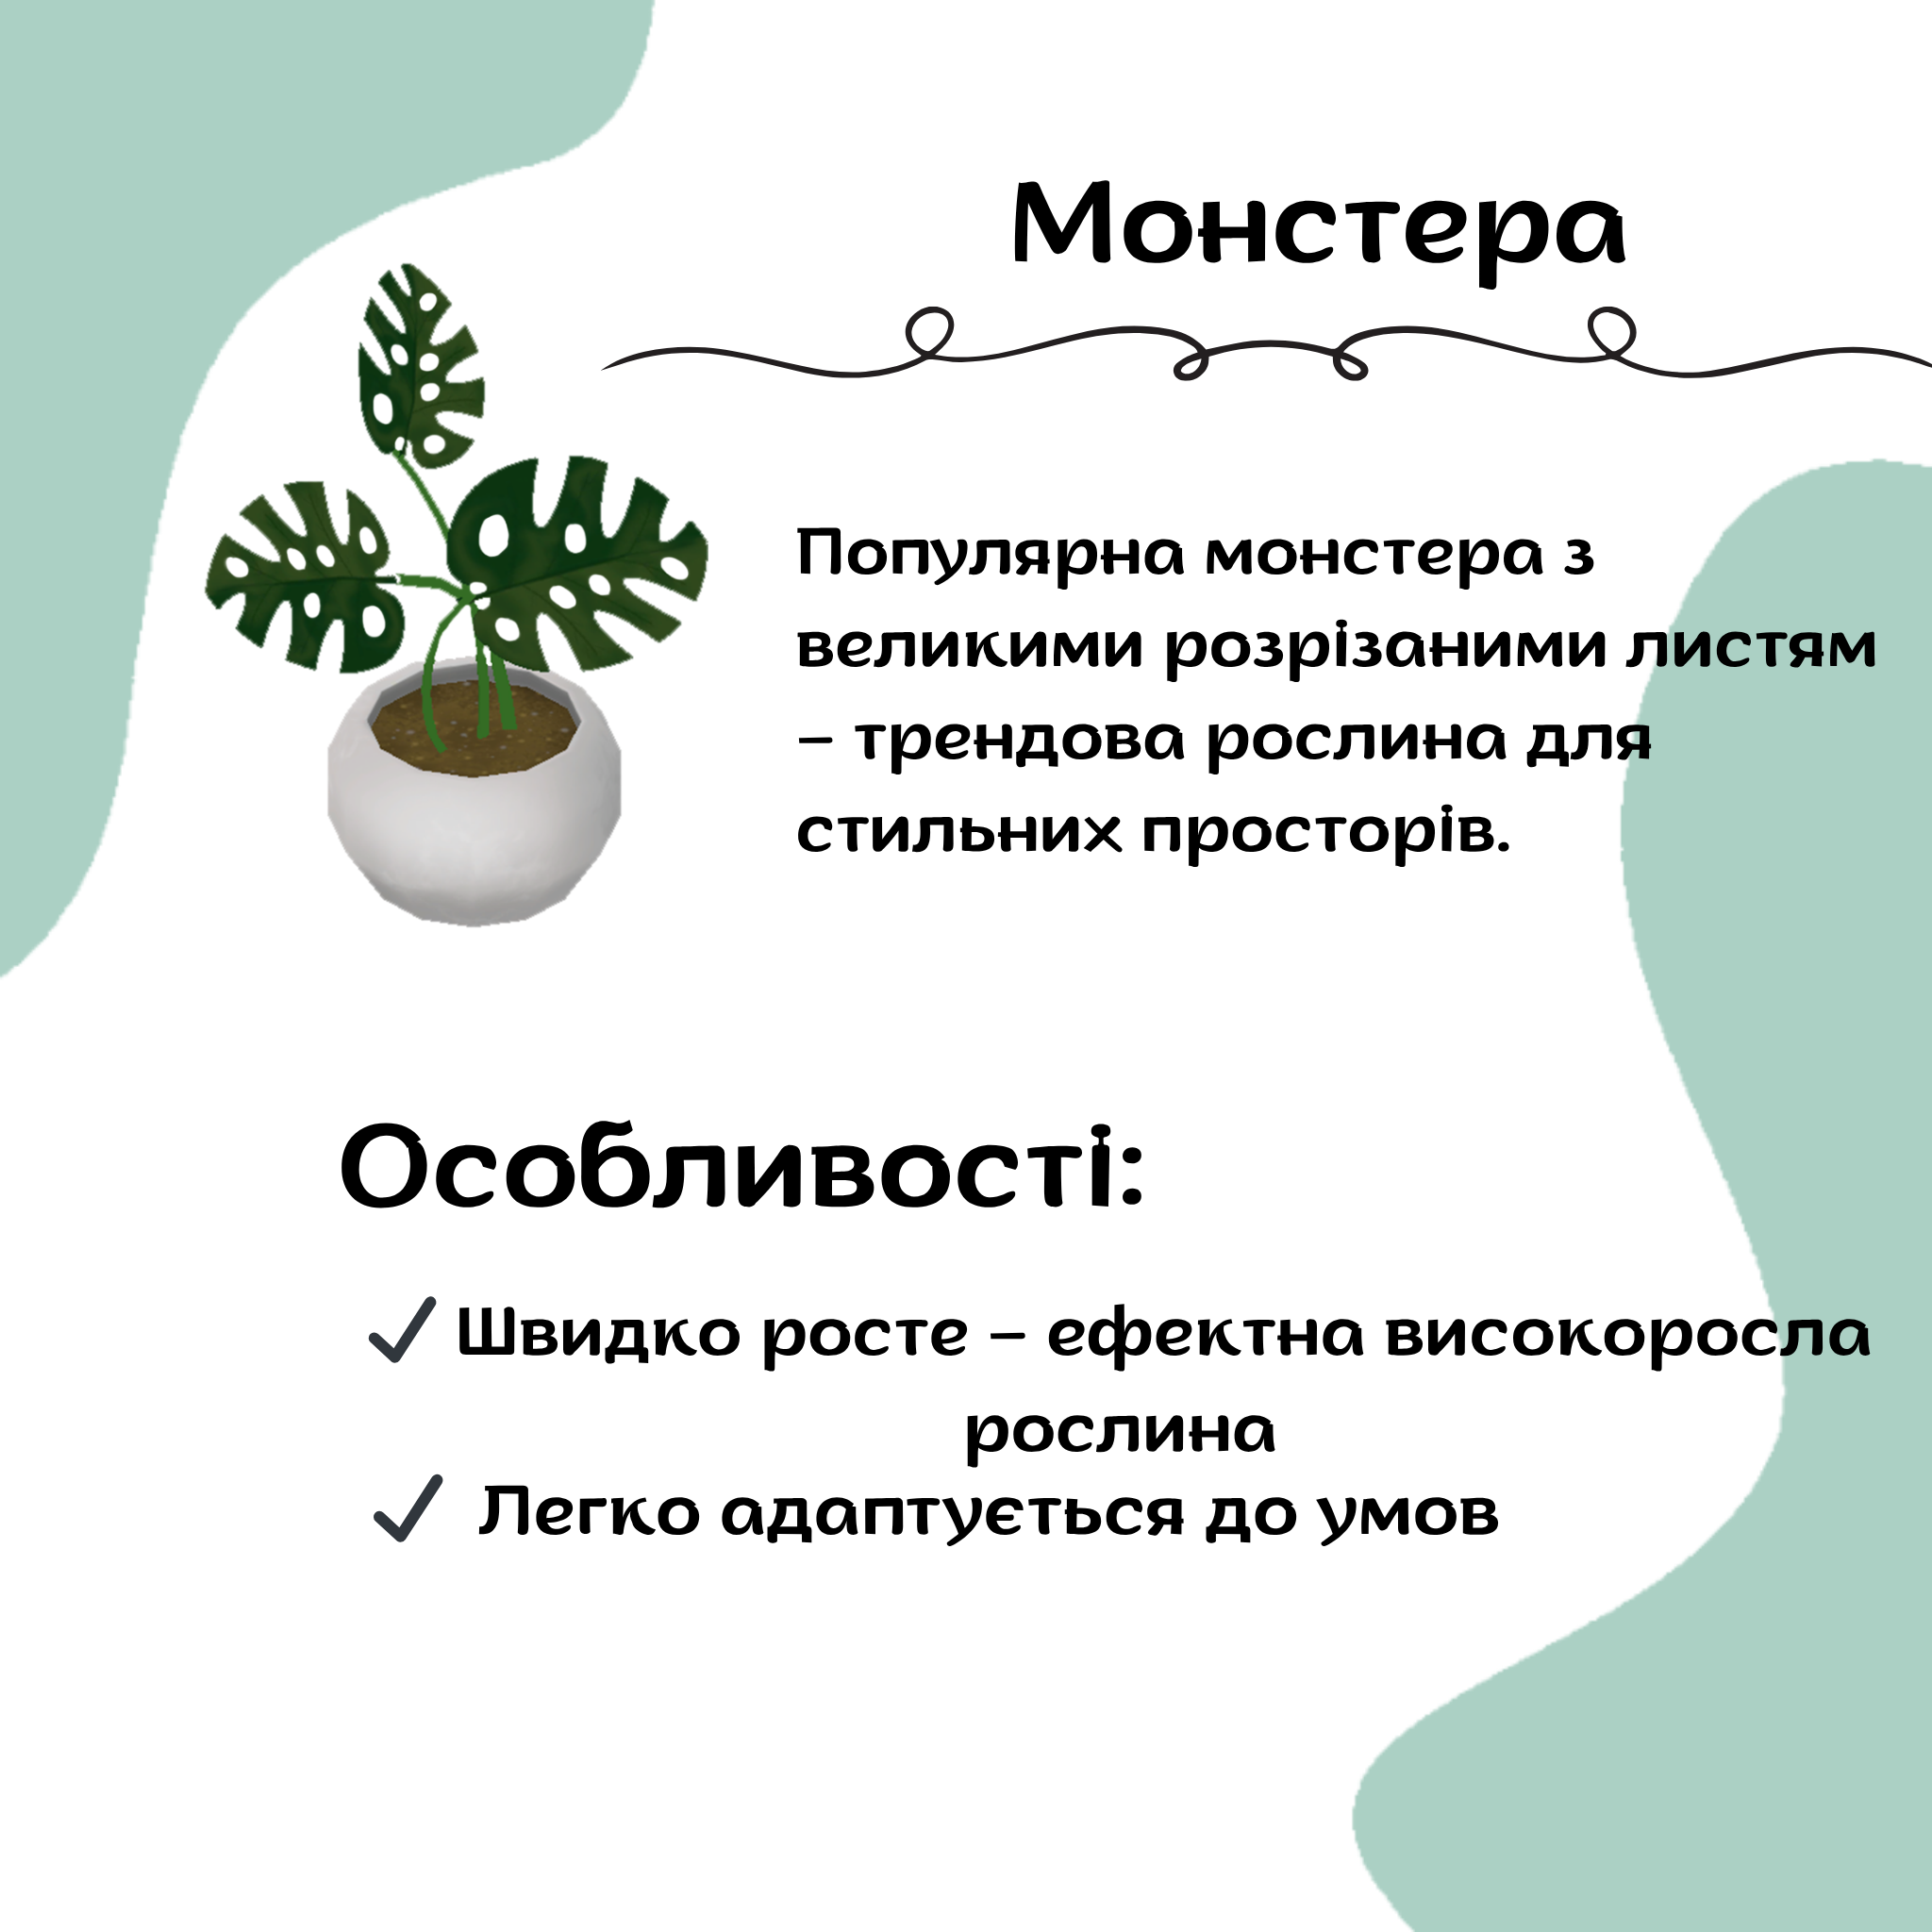 Монстера
Популярна монстера з
великими розрізаними листям
– трендова рослина для
стильних просторів.
Особливості:
✓ Швидко росте – ефектна високоросла
рослина
✓ Легко адаптується до умов